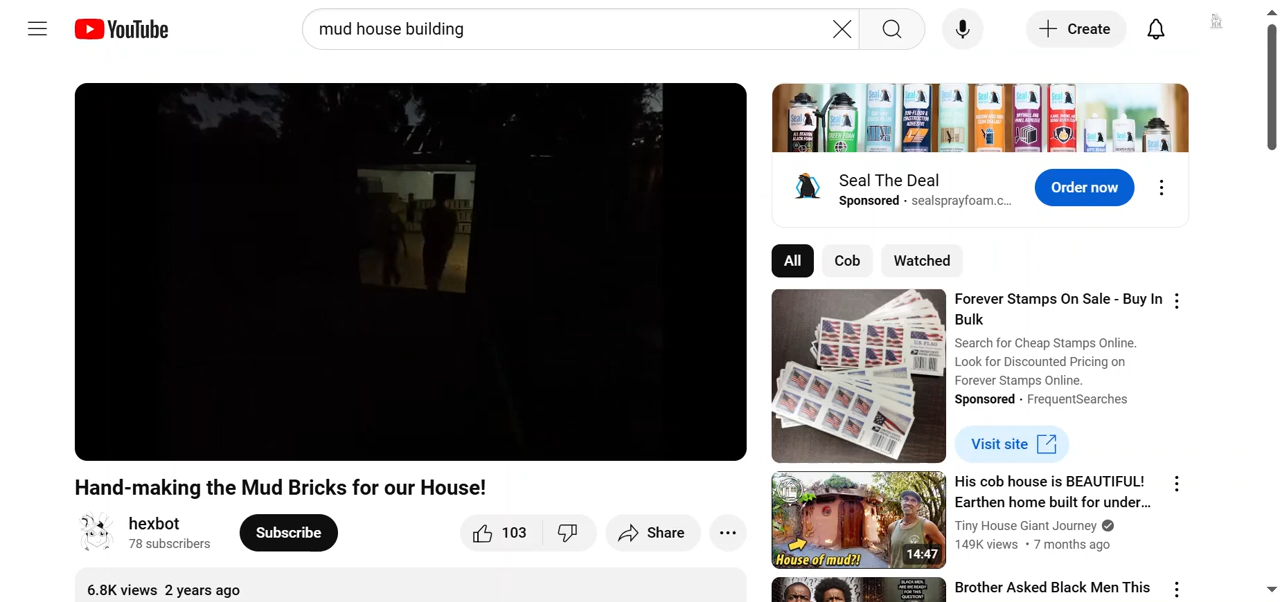 YouTube
mud house building
Create
Seal The Deal
Sponsored · sealsprayfoam.c...
Order now
All
Cob
Watched
Forever Stamps On Sale - Buy In
Bulk
Search for Cheap Stamps Online.
Look for Discounted Pricing on
Forever Stamps Online.
Sponsored · FrequentSearches
Visit site
Hand-making the Mud Bricks for our House!
hexbot
78 subscribers
Subscribe
103
Share
6.8K views 2 years ago
House of mud?!
14:47
His cob house is BEAUTIFUL!
Earthen home built for under...
Tiny House Giant Journey
149K views • 7 months ago
Brother Asked Black Men This